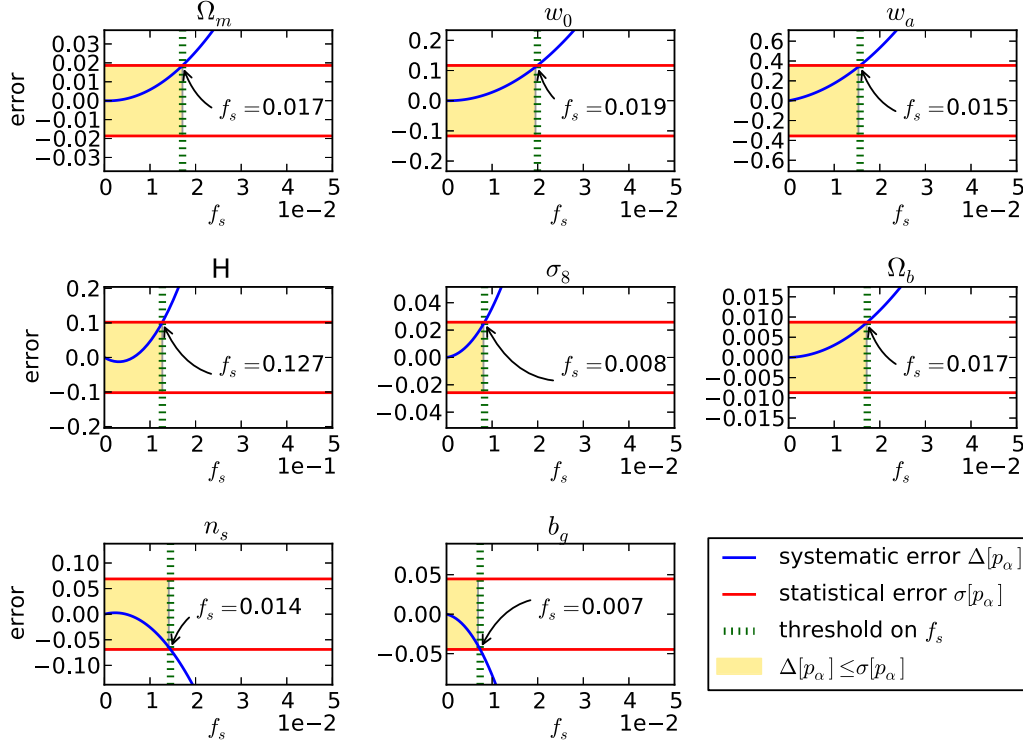 Ω_m
error
0.03
0.02
0.01
0.00
−0.01
−0.02
−0.03
f_s = 0.017
0 1 2 3 4 5
f_s
1e−2
w_0
0.2
0.1
0.0
−0.1
−0.2
f_s = 0.019
0 1 2 3 4 5
f_s
1e−2
w_a
0.6
0.4
0.2
0.0
−0.2
−0.4
−0.6
f_s = 0.015
0 1 2 3 4 5
f_s
1e−2
H
error
0.2
0.1
0.0
−0.1
−0.2
f_s = 0.127
0 1 2 3 4 5
f_s
1e−1
σ_8
0.04
0.02
0.00
−0.02
−0.04
f_s = 0.008
0 1 2 3 4 5
f_s
1e−2
Ω_b
0.015
0.010
0.005
0.000
−0.005
−0.010
−0.015
f_s = 0.017
0 1 2 3 4 5
f_s
1e−2
n_s
error
0.10
0.05
0.00
−0.05
−0.10
f_s = 0.014
0 1 2 3 4 5
f_s
1e−2
b_g
0.05
0.00
−0.05
f_s = 0.007
0 1 2 3 4 5
f_s
1e−2
systematic error Δ[p_α]
statistical error σ[p_α]
threshold on f_s
Δ[p_α] ≤ σ[p_α]